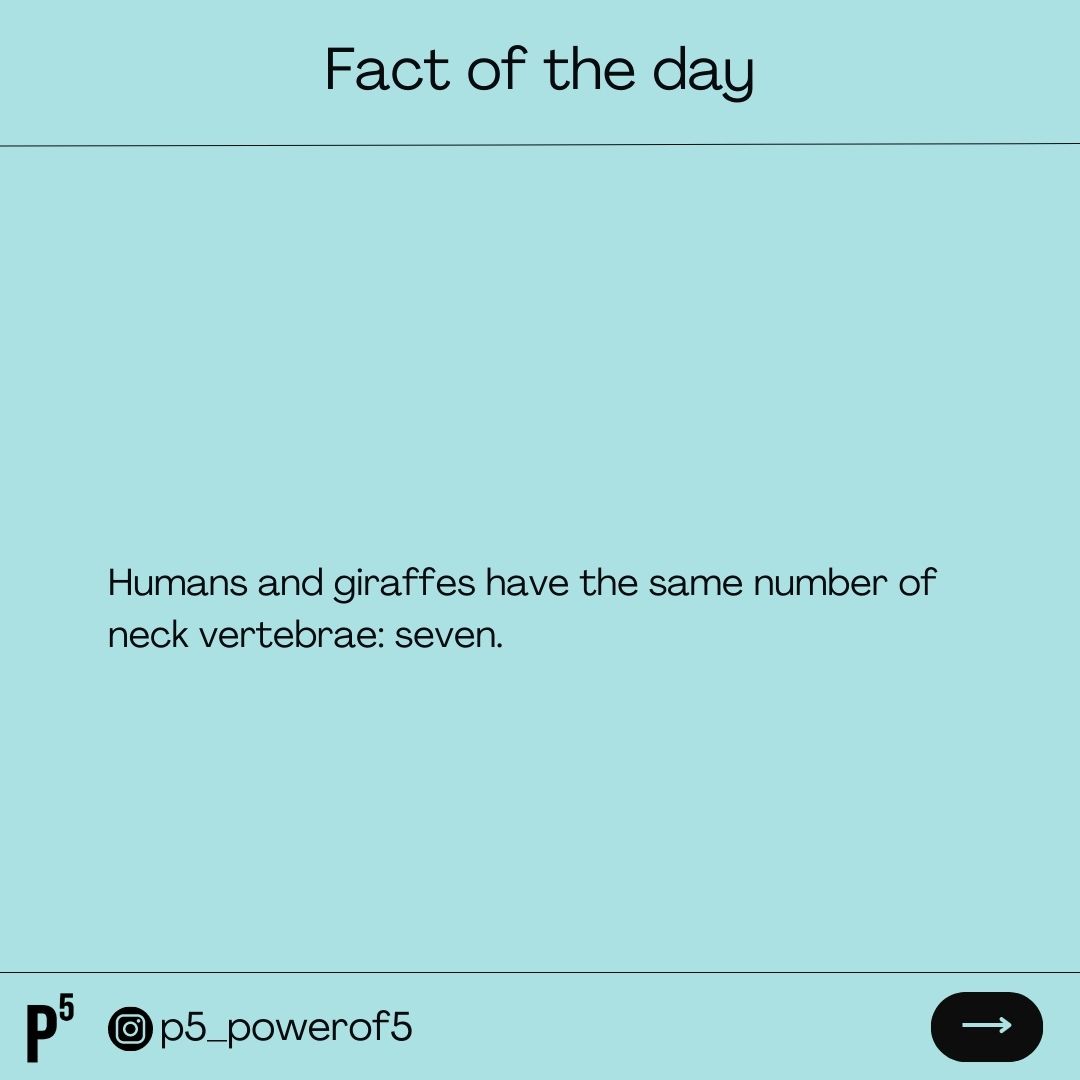 Fact of the day
Humans and giraffes have the same number of
neck vertebrae: seven.
P⁵
p5_powerof5